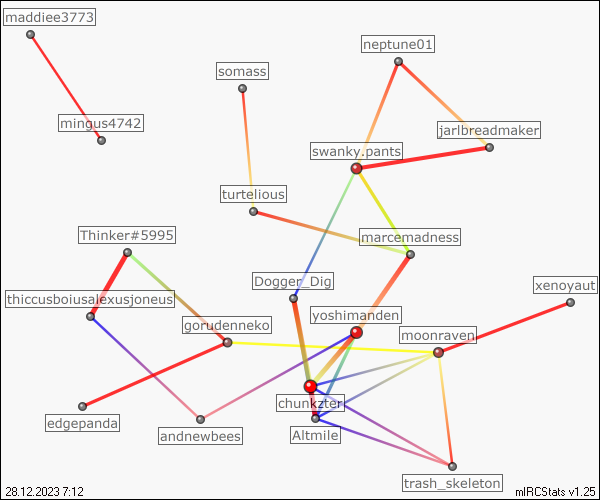 maddiee3773
neptune01
somass
mingus4742
jarlbreadmaker
swanky.pants
turtelious
Thinker#5995
marcemadness
Dogger_Dig
xenoyaut
thiccusboiusalexusjoneus
yoshimanden
gorudenneko
moonraven
chunkzter
edgepanda
andnewbees
Altmile
trash_skeleton
28.12.2023 7:12
mIRCStats v1.25